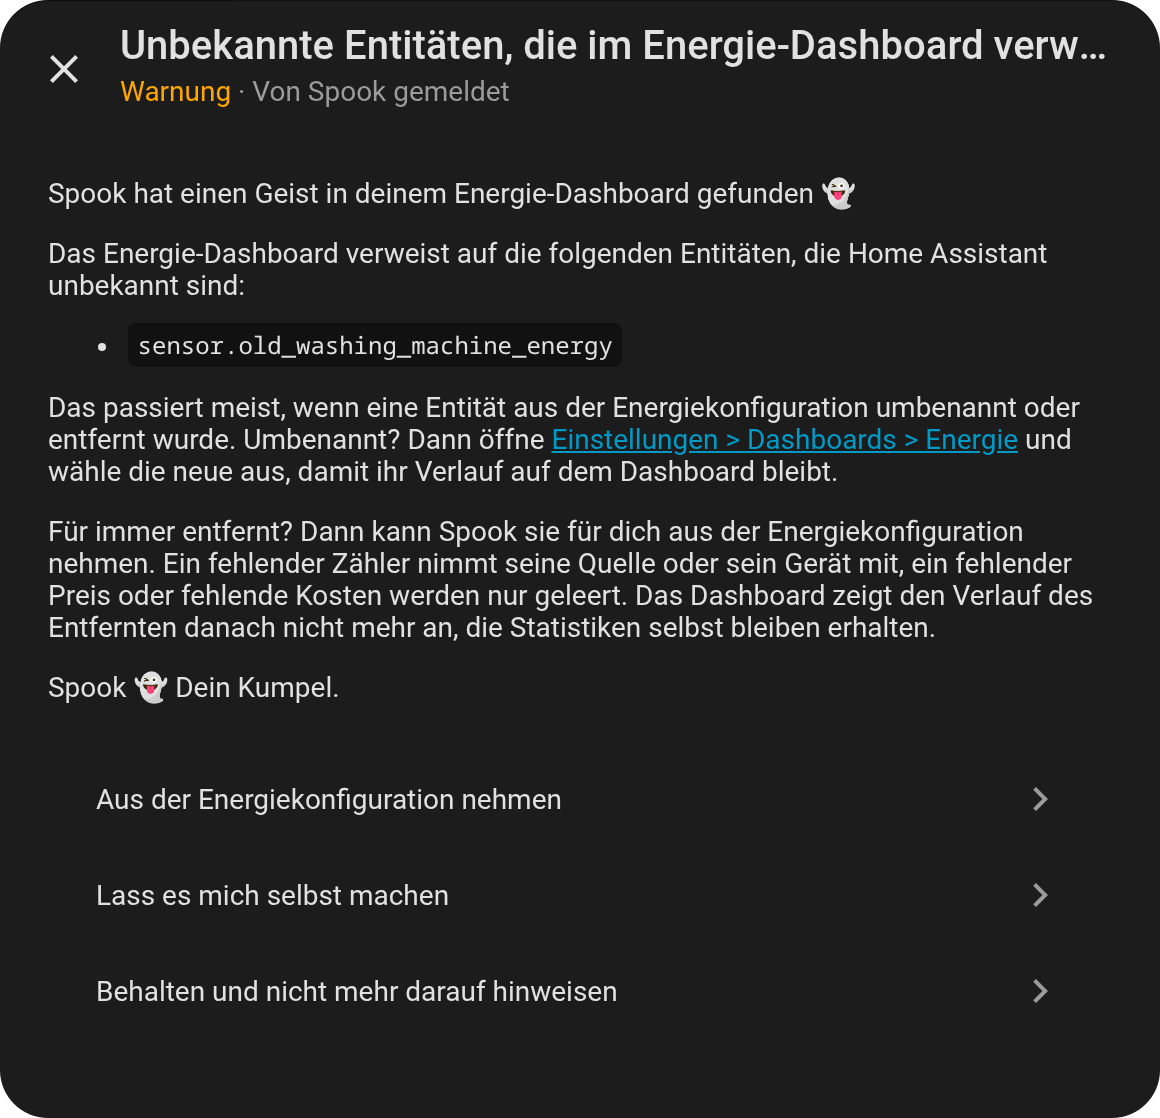 Unbekannte Entitäten, die im Energie-Dashboard verw…
Warnung · Von Spook gemeldet
Spook hat einen Geist in deinem Energie-Dashboard gefunden 👻
Das Energie-Dashboard verweist auf die folgenden Entitäten, die Home Assistant
unbekannt sind:
• sensor.old_washing_machine_energy
Das passiert meist, wenn eine Entität aus der Energiekonfiguration umbenannt oder
entfernt wurde. Umbenannt? Dann öffne Einstellungen > Dashboards > Energie und
wähle die neue aus, damit ihr Verlauf auf dem Dashboard bleibt.
Für immer entfernt? Dann kann Spook sie für dich aus der Energiekonfiguration
nehmen. Ein fehlender Zähler nimmt seine Quelle oder sein Gerät mit, ein fehlender
Preis oder fehlende Kosten werden nur geleert. Das Dashboard zeigt den Verlauf des
Entfernten danach nicht mehr an, die Statistiken selbst bleiben erhalten.
Spook 👻 Dein Kumpel.
Aus der Energiekonfiguration nehmen
Lass es mich selbst machen
Behalten und nicht mehr darauf hinweisen